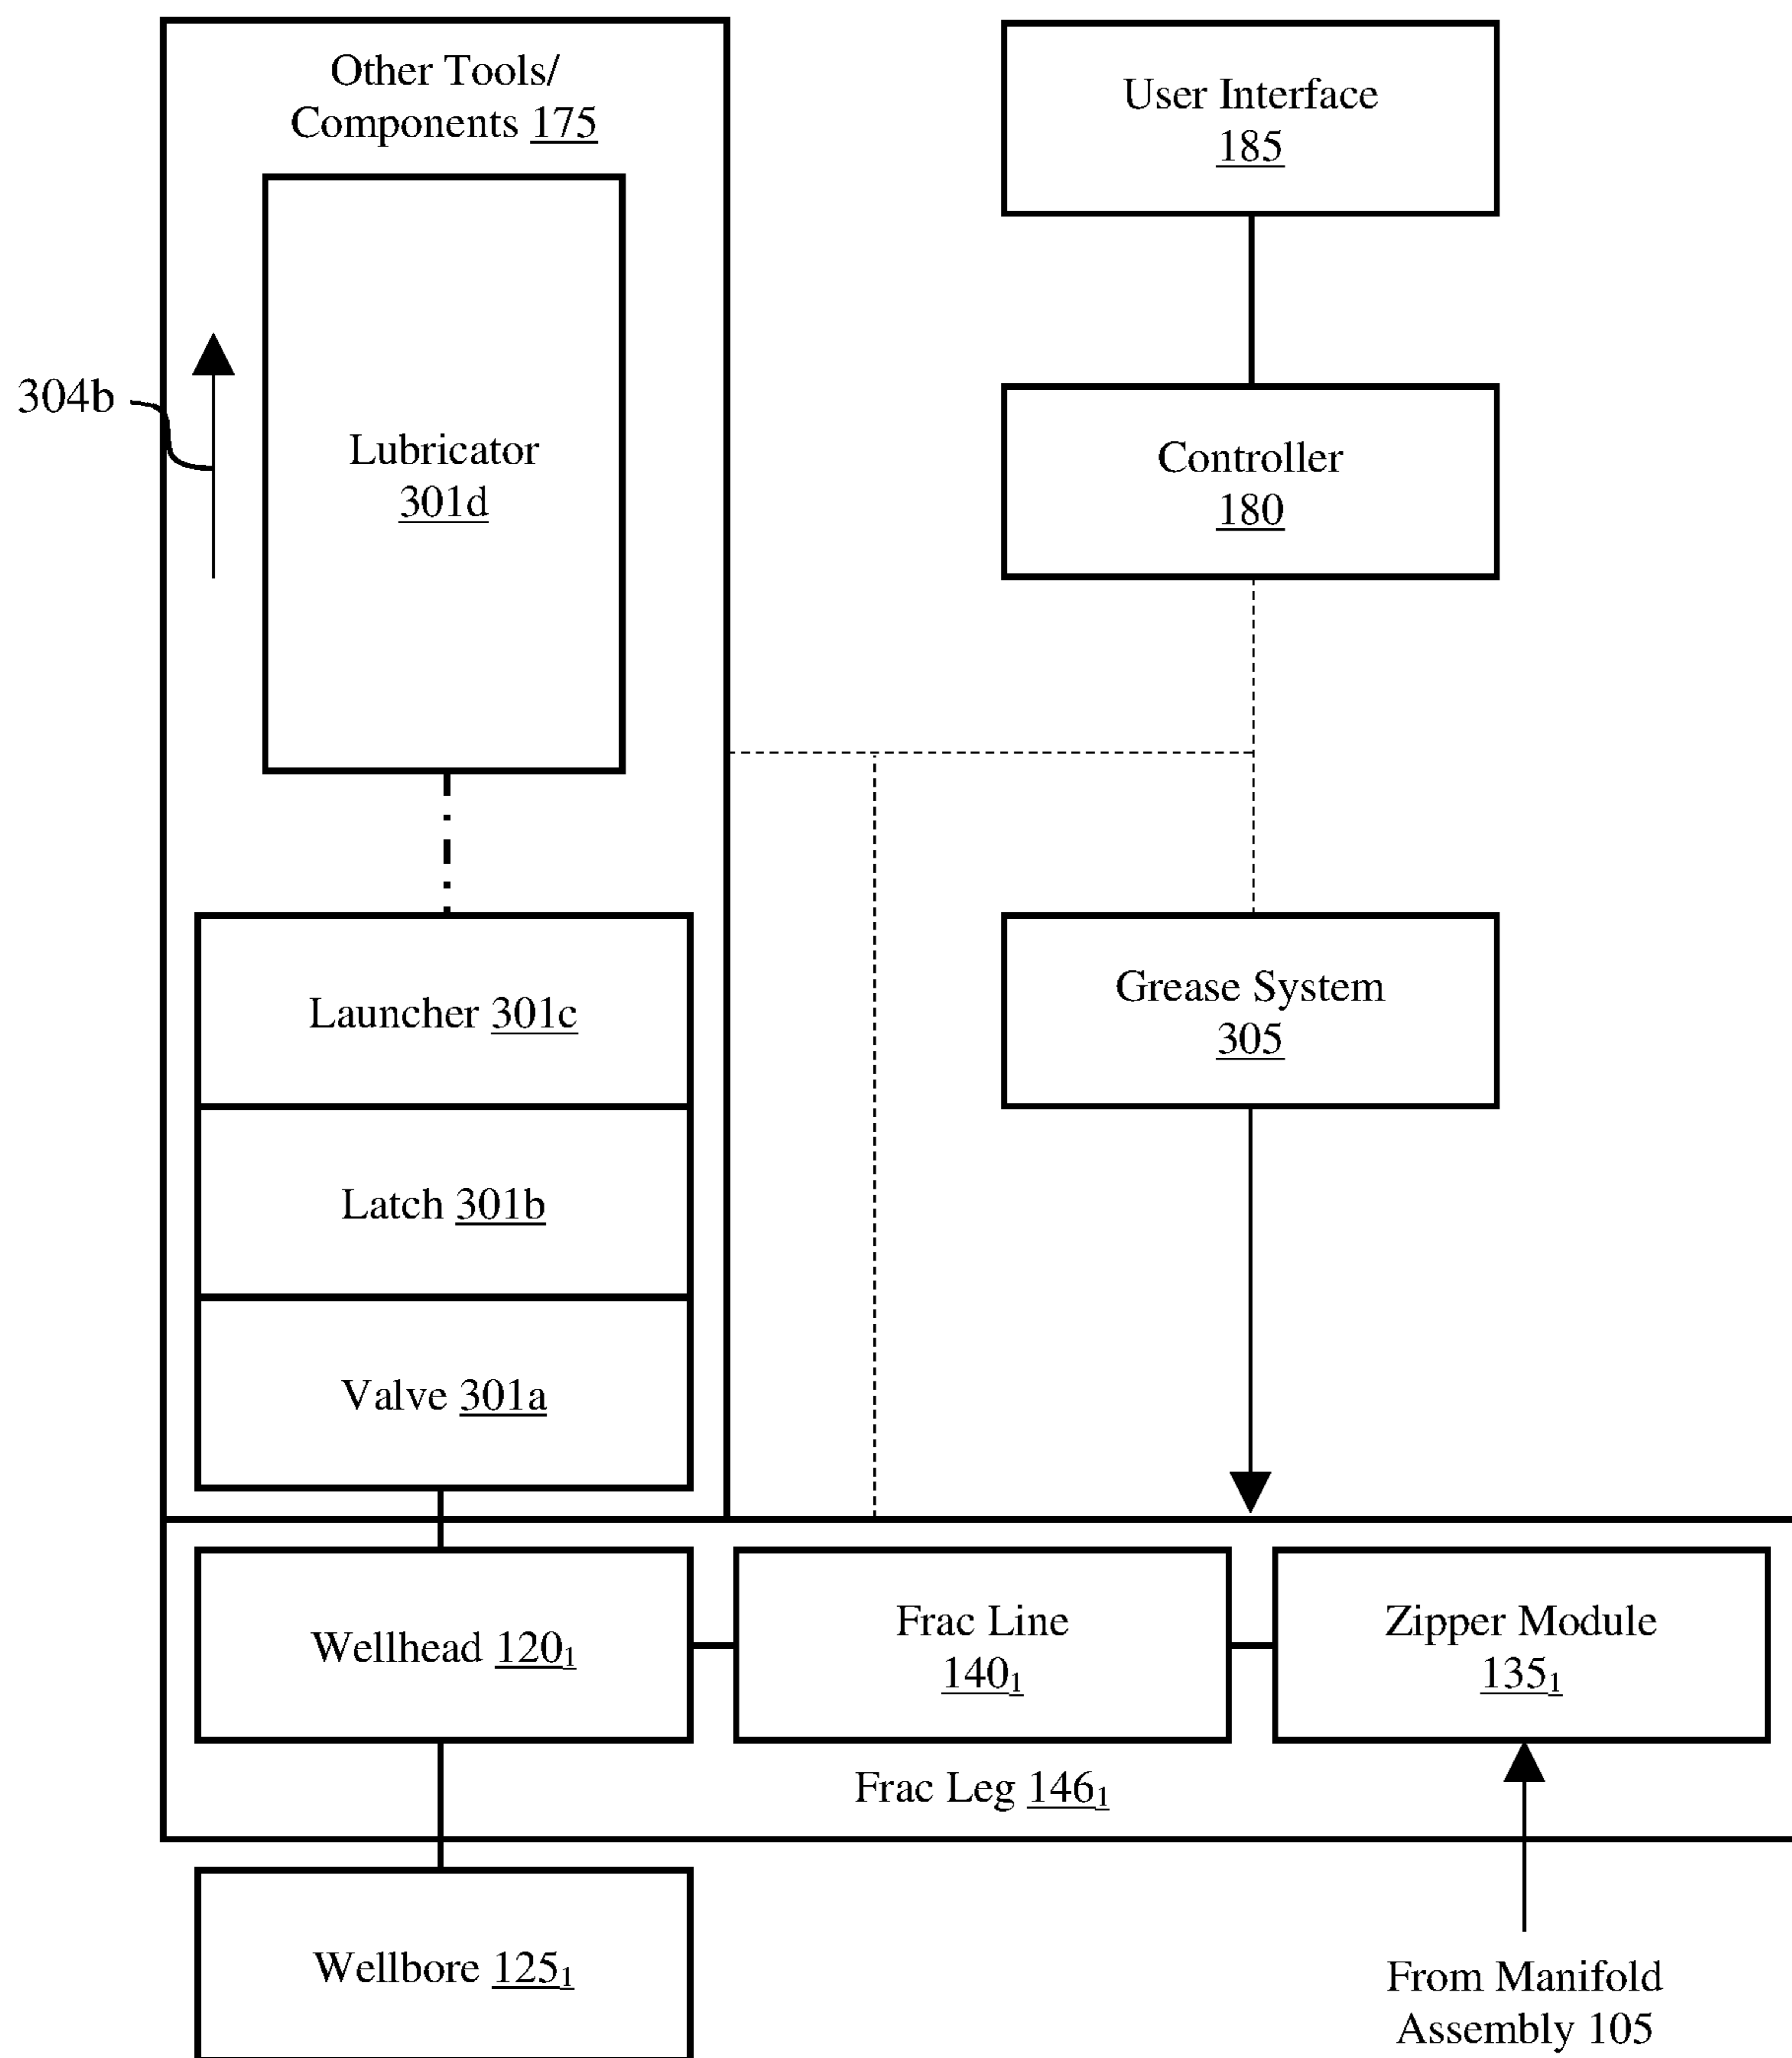 Other Tools/
Components 175
User Interface
185
304b
Lubricator
301d
Controller
180
Launcher 301c
Grease System
305
Latch 301b
Valve 301a
Wellhead 120₁
Frac Line
140₁
Zipper Module
135₁
Frac Leg 146₁
Wellbore 125₁
From Manifold
Assembly 105